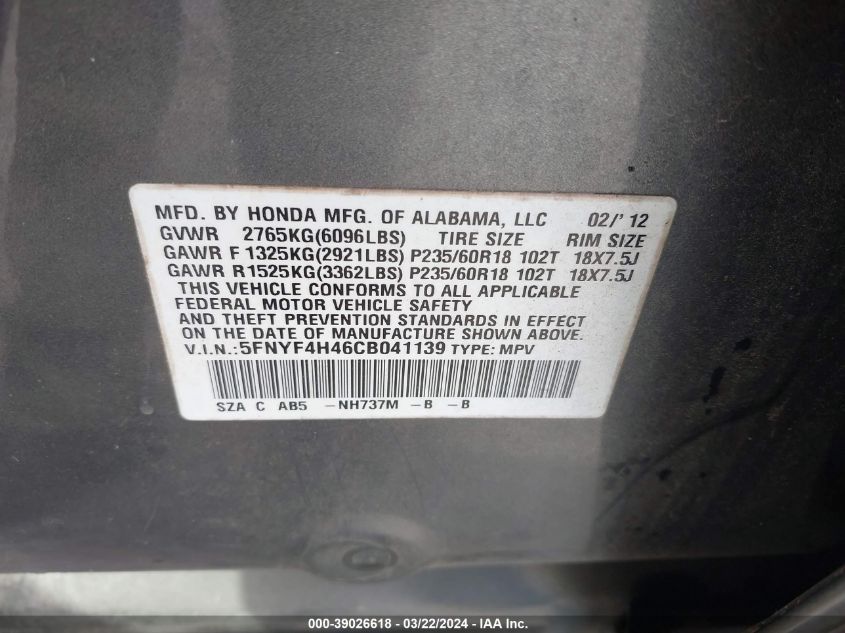 MFD. BY HONDA MFG. OF ALABAMA, LLC 02/'12
GVWR 2765KG(6096LBS) TIRE SIZE RIM SIZE
GAWR F 1325KG(2921LBS) P235/60R18 102T 18X7.5J
GAWR R1525KG(3362LBS) P235/60R18 102T 18X7.5J
THIS VEHICLE CONFORMS TO ALL APPLICABLE
FEDERAL MOTOR VEHICLE SAFETY
AND THEFT PREVENTION STANDARDS IN EFFECT
ON THE DATE OF MANUFACTURE SHOWN ABOVE.
V.I.N.:5FNYF4H46CB041139 TYPE: MPV
SZA C AB5 -NH737M -B -B
000-39026618 - 03/22/2024 - IAA Inc.